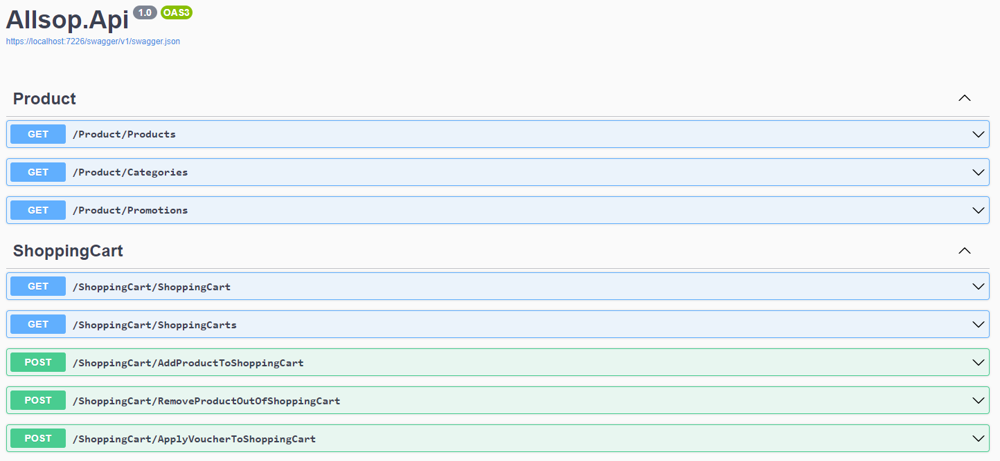 Allsop.Api 1.0 OAS3
https://localhost:7226/swagger/v1/swagger.json
Product
GET /Product/Products
GET /Product/Categories
GET /Product/Promotions
ShoppingCart
GET /ShoppingCart/ShoppingCart
GET /ShoppingCart/ShoppingCarts
POST /ShoppingCart/AddProductToShoppingCart
POST /ShoppingCart/RemoveProductOutOfShoppingCart
POST /ShoppingCart/ApplyVoucherToShoppingCart